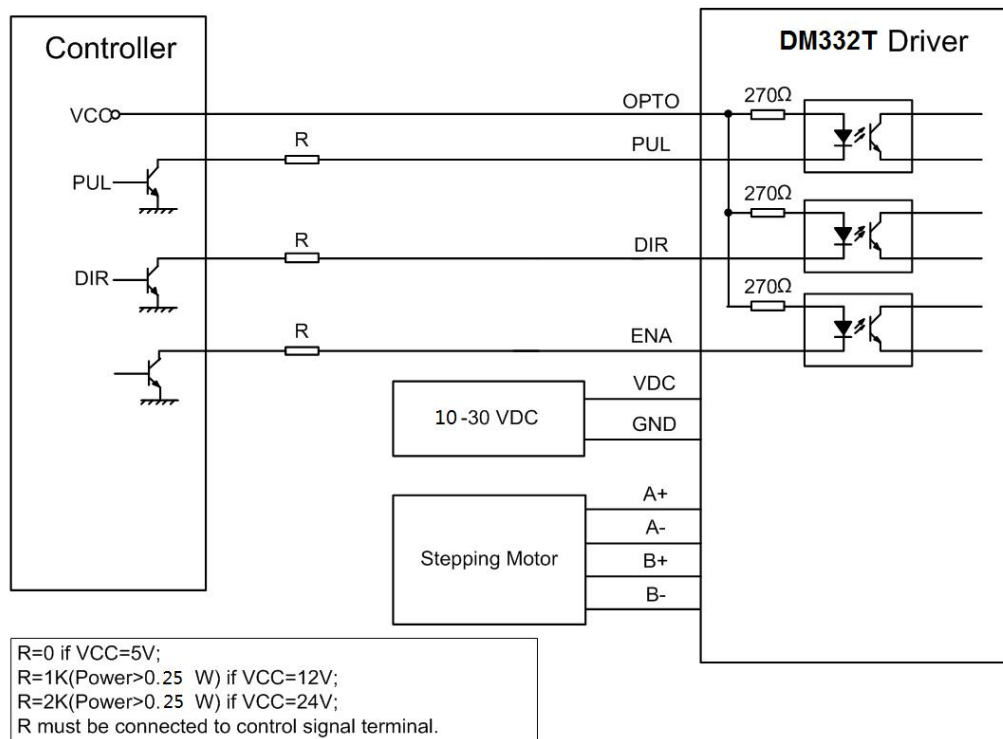 Controller
DM332T Driver
VCC
OPTO
270Ω
R
PUL
PUL
270Ω
R
DIR
DIR
270Ω
R
ENA
VDC
10-30 VDC
GND
A+
A-
Stepping Motor
B+
B-
R=0 if VCC=5V;
R=1K(Power>0.25 W) if VCC=12V;
R=2K(Power>0.25 W) if VCC=24V;
R must be connected to control signal terminal.